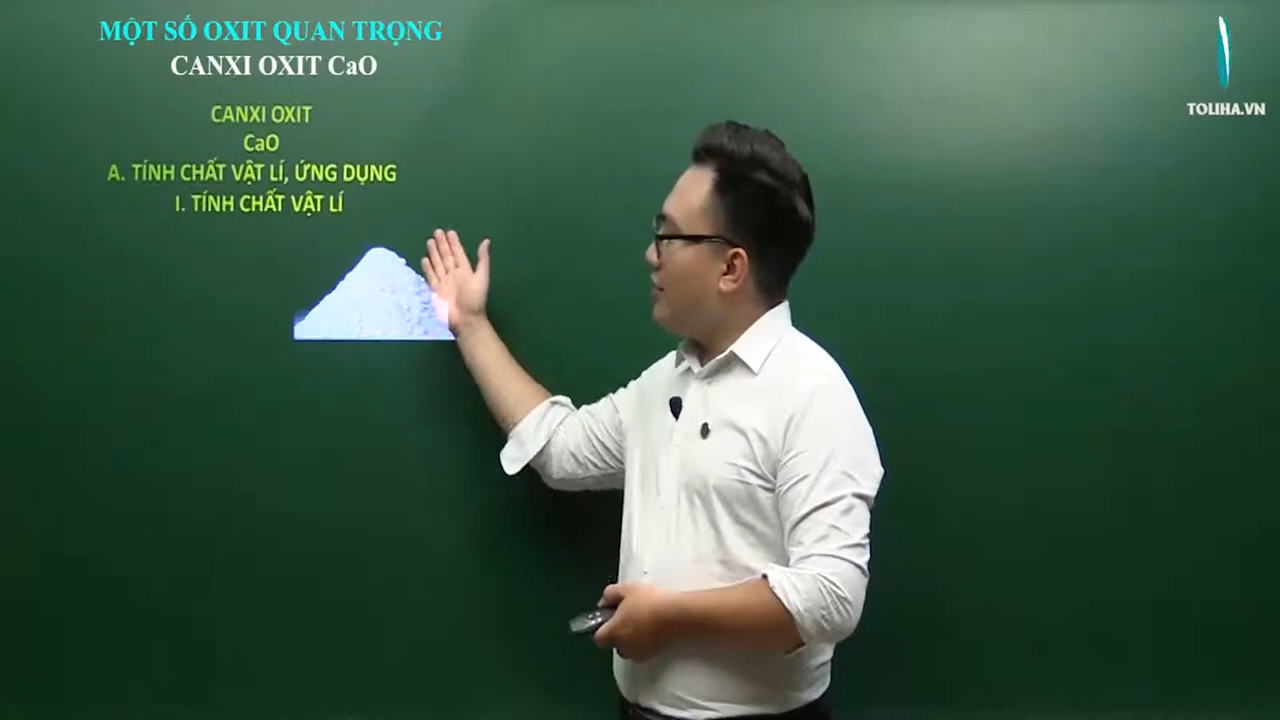 MỘT SỐ OXIT QUAN TRỌNG
CANXI OXIT CaO
TOLIHA.VN
CANXI OXIT
CaO
A. TÍNH CHẤT VẬT LÍ, ỨNG DỤNG
I. TÍNH CHẤT VẬT LÍ